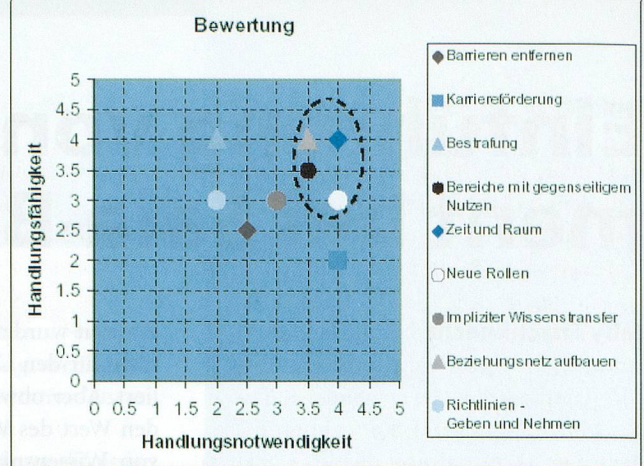 Bewertung
Handlungsfähigkeit
5
4.5
4
3.5
3
2.5
2
1.5
1
0.5
0
0 0.5 1 1.5 2 2.5 3 3.5 4 4,5 5
Handlungsnotwendigkeit
Barrieren entfernen
Karriereförderung
Bestrafung
Bereiche mit gegenseitigem
Nutzen
Zeit und Raum
Neue Rollen
Impliziter Wissenstransfer
Beziehungsnetz aufbauen
Richtlinien -
Geben und Nehmen